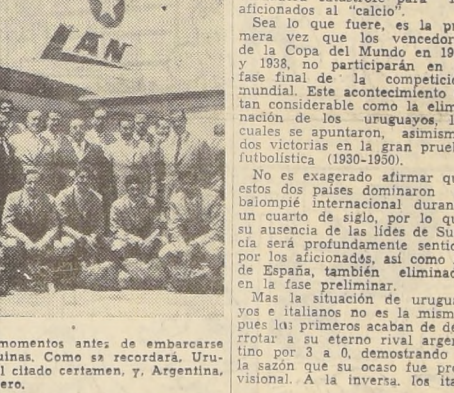 LAN
momentos antes de embarcarse
uinas. Como se recordará, Uru-
l citado certamen, y, Argentina,
ero.
aficionados al "calcio".
Sea lo que fuere, es la pr
mera vez que los vencedor
de la Copa del Mundo en 19
y 1938, no participarán en
fase final de la competició
mundial. Este acontecimiento
tan considerable como la elim
nación de los uruguayos, l
cuales se apuntaron, asimism
dos victorias en la gran prueb
futbolística (1930-1950).
No es exagerado afirmar qu
estos dos países dominaron
balompié internacional duran
un cuarto de siglo, por lo qu
su ausencia de las lides de Su
cía será profundamente sentid
por los aficionados, así como
de España, también eliminad
en la fase preliminar.
Mas la situación de urugua
yos e italianos no es la mism
pués los primeros acaban de de
rrotar a su eterno rival argen
tino por 3 a 0, demostrando
la sazón que su ocaso fue pro
visional. A la inversa, los ita